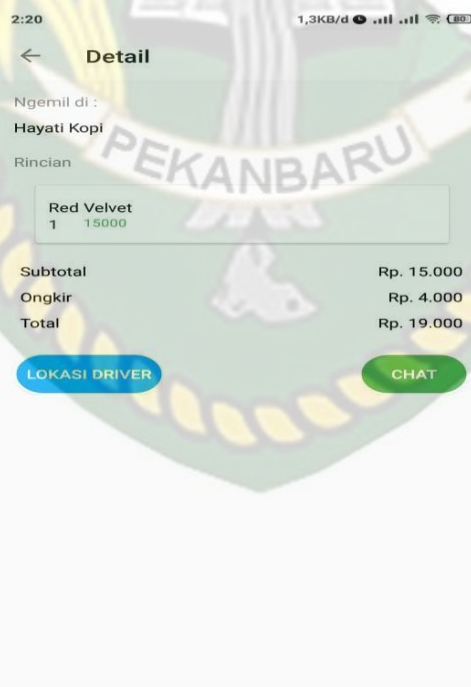 2:20
1,3KB/d
80
Detail
Ngemil di :
Hayati Kopi
PEKANBARU
Rincian
Red Velvet
1 15000
Subtotal Rp. 15.000
Ongkir Rp. 4.000
Total Rp. 19.000
LOKASI DRIVER CHAT